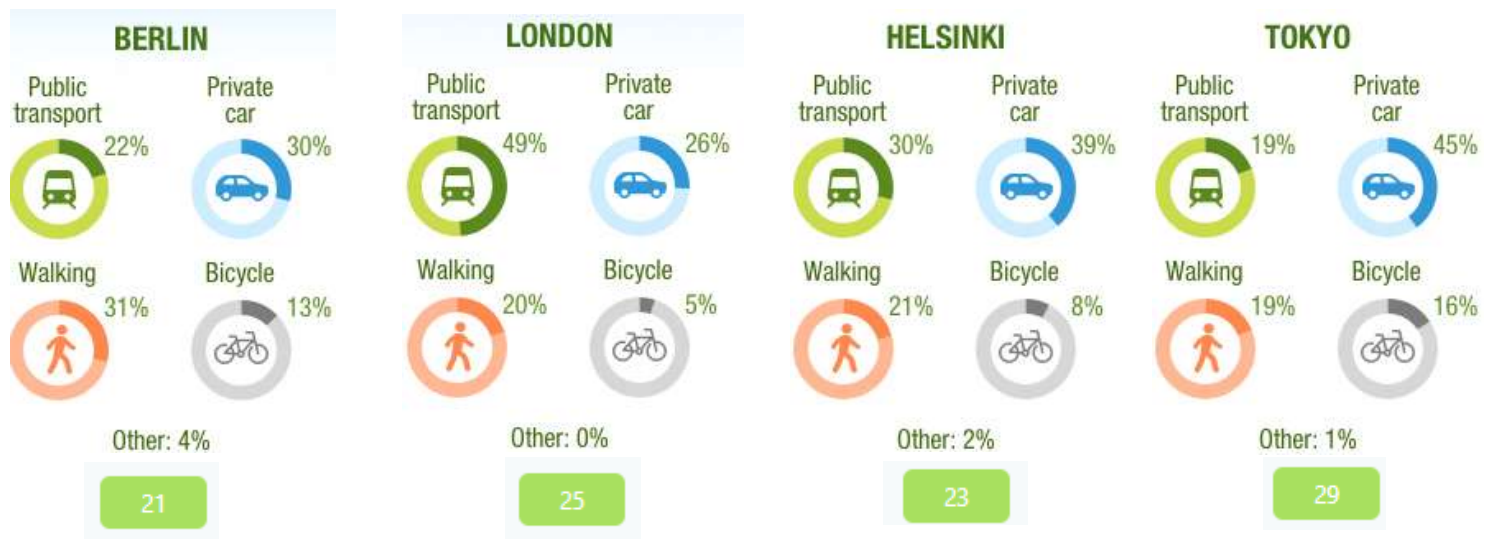 BERLIN
Public transport
22%
Private car
30%
Walking
31%
Bicycle
13%
Other: 4%
21
LONDON
Public transport
49%
Private car
26%
Walking
20%
Bicycle
5%
Other: 0%
25
HELSINKI
Public transport
30%
Private car
39%
Walking
21%
Bicycle
8%
Other: 2%
23
TOKYO
Public transport
19%
Private car
45%
Walking
19%
Bicycle
16%
Other: 1%
29